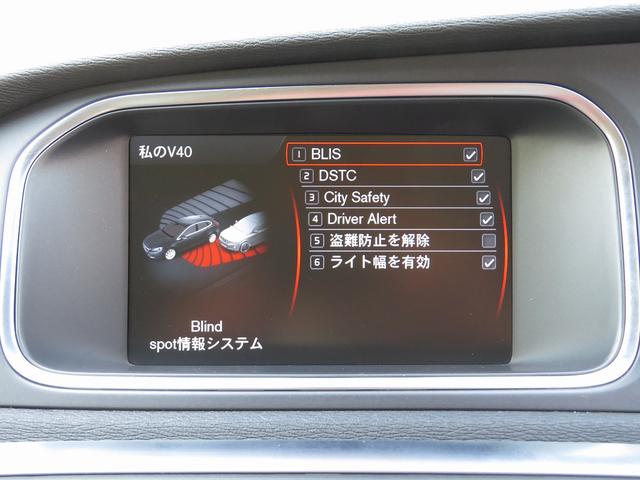 私のV40
1 BLIS
2 DSTC
3 City Safety
4 Driver Alert
5 盗難防止を解除
6 ライト幅を有効
Blind
spot情報システム